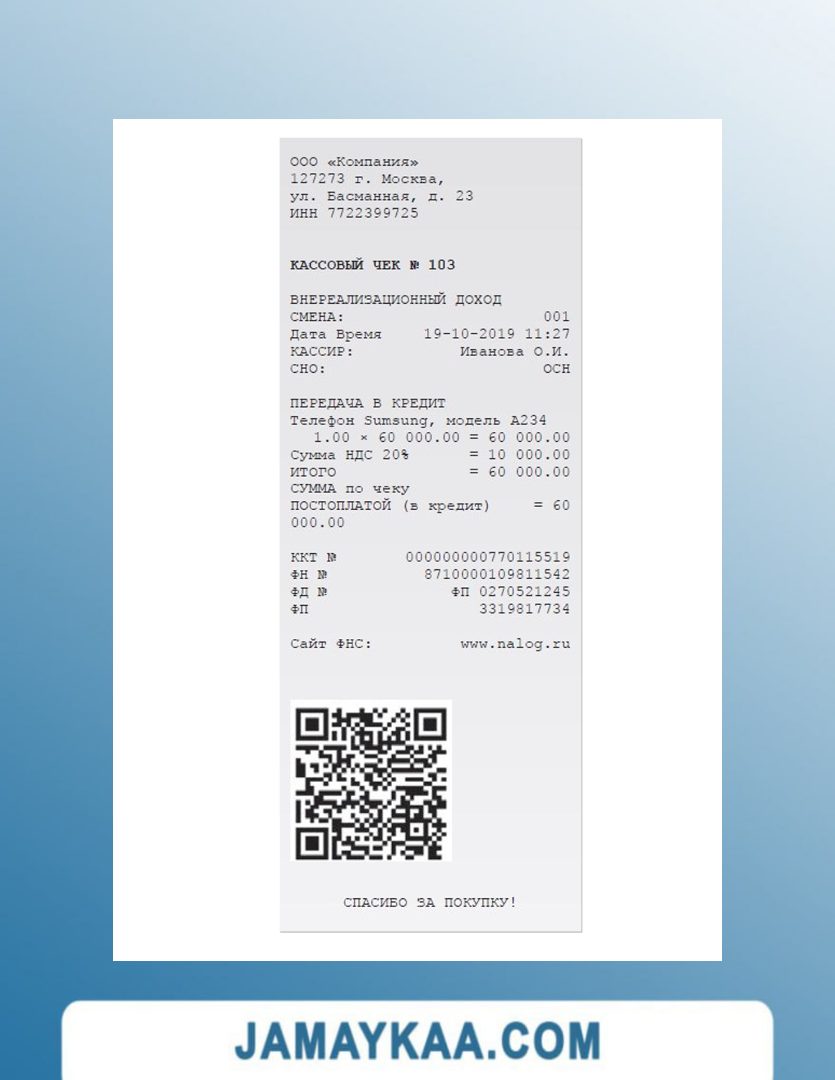 ООО «Компания»
127273 г. Москва,
ул. Басманная, д. 23
ИНН 7722399725
КАССОВЫЙ ЧЕК № 103
ВНЕРЕАЛИЗАЦИОННЫЙ ДОХОД
СМЕНА: 001
Дата Время 19-10-2019 11:27
КАССИР: Иванова О.И.
СНО: ОСН
ПЕРЕДАЧА В КРЕДИТ
Телефон Sumsung, модель А234
1.00 × 60 000.00 = 60 000.00
Сумма НДС 20% = 10 000.00
ИТОГО = 60 000.00
СУММА по чеку
ПОСТОПЛАТОЙ (в кредит) = 60
000.00
ККТ № 000000000770115519
ФН № 8710000109811542
ФД № ФП 0270521245
ФП 3319817734
Сайт ФНС: www.nalog.ru
СПАСИБО ЗА ПОКУПКУ!
JAMAYKAA.COM